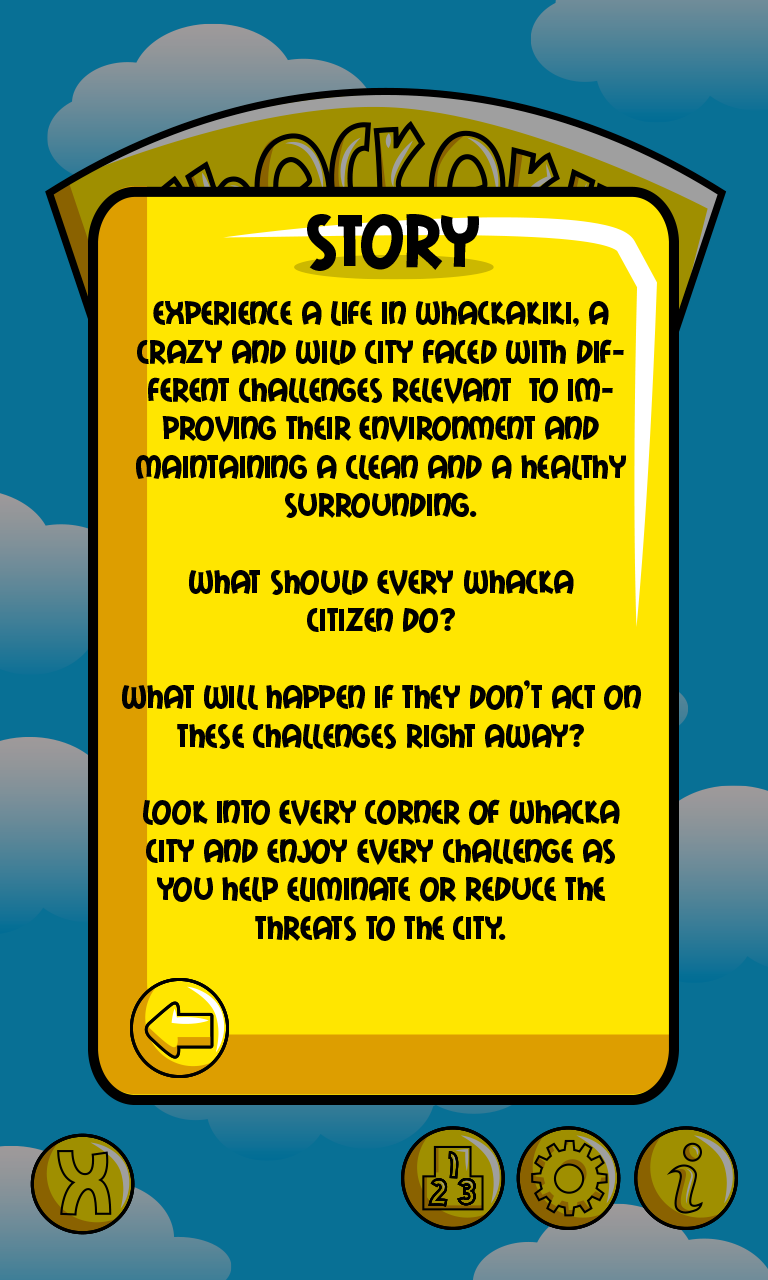 STORY
EXPERIENCE A LIFE IN WHACKAKIKI, A
CRAZY AND WILD CITY FACED WITH DIF-
FERENT CHALLENGES RELEVANT TO IM-
PROVING THEIR ENVIRONMENT AND
MAINTAINING A CLEAN AND A HEALTHY
SURROUNDING.
WHAT SHOULD EVERY WHACKA
CITIZEN DO?
WHAT WILL HAPPEN IF THEY DON'T ACT ON
THESE CHALLENGES RIGHT AWAY?
LOOK INTO EVERY CORNER OF WHACKA
CITY AND ENJOY EVERY CHALLENGE AS
YOU HELP ELIMINATE OR REDUCE THE
THREATS TO THE CITY.
X
1
2 3
i